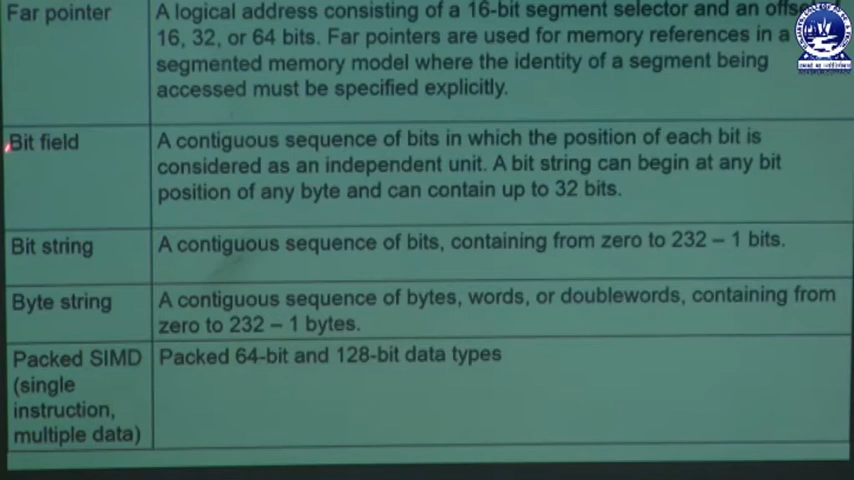 Far pointer
A logical address consisting of a 16-bit segment selector and an offset
16, 32, or 64 bits. Far pointers are used for memory references in a
segmented memory model where the identity of a segment being
accessed must be specified explicitly.
Bit field
A contiguous sequence of bits in which the position of each bit is
considered as an independent unit. A bit string can begin at any bit
position of any byte and can contain up to 32 bits.
Bit string
A contiguous sequence of bits, containing from zero to 232 – 1 bits.
Byte string
A contiguous sequence of bytes, words, or doublewords, containing from
zero to 232 – 1 bytes.
Packed SIMD
(single
instruction,
multiple data)
Packed 64-bit and 128-bit data types